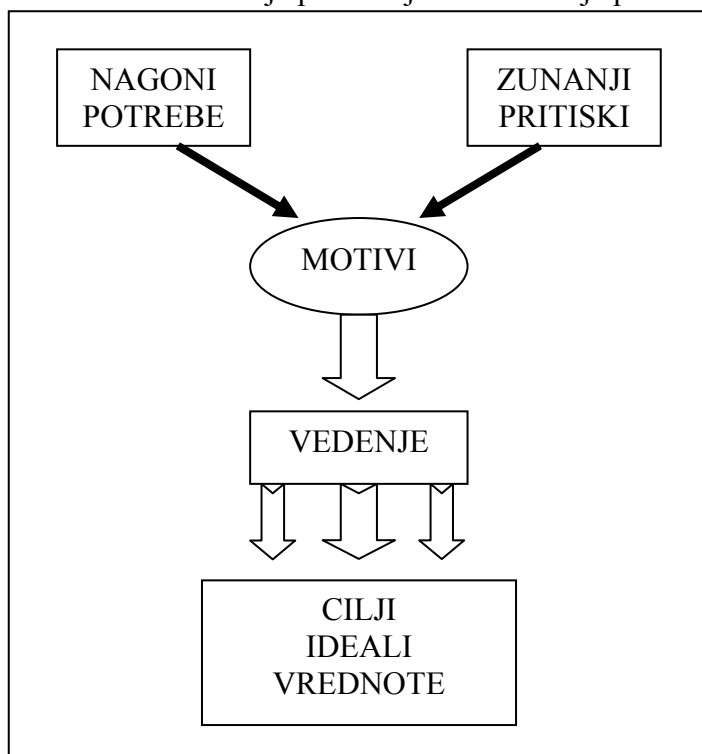 NAGONI
POTREBE
ZUNANJI
PRITISKI
MOTIVI
VEDENJE
CILJI
IDEALI
VREDNOTE